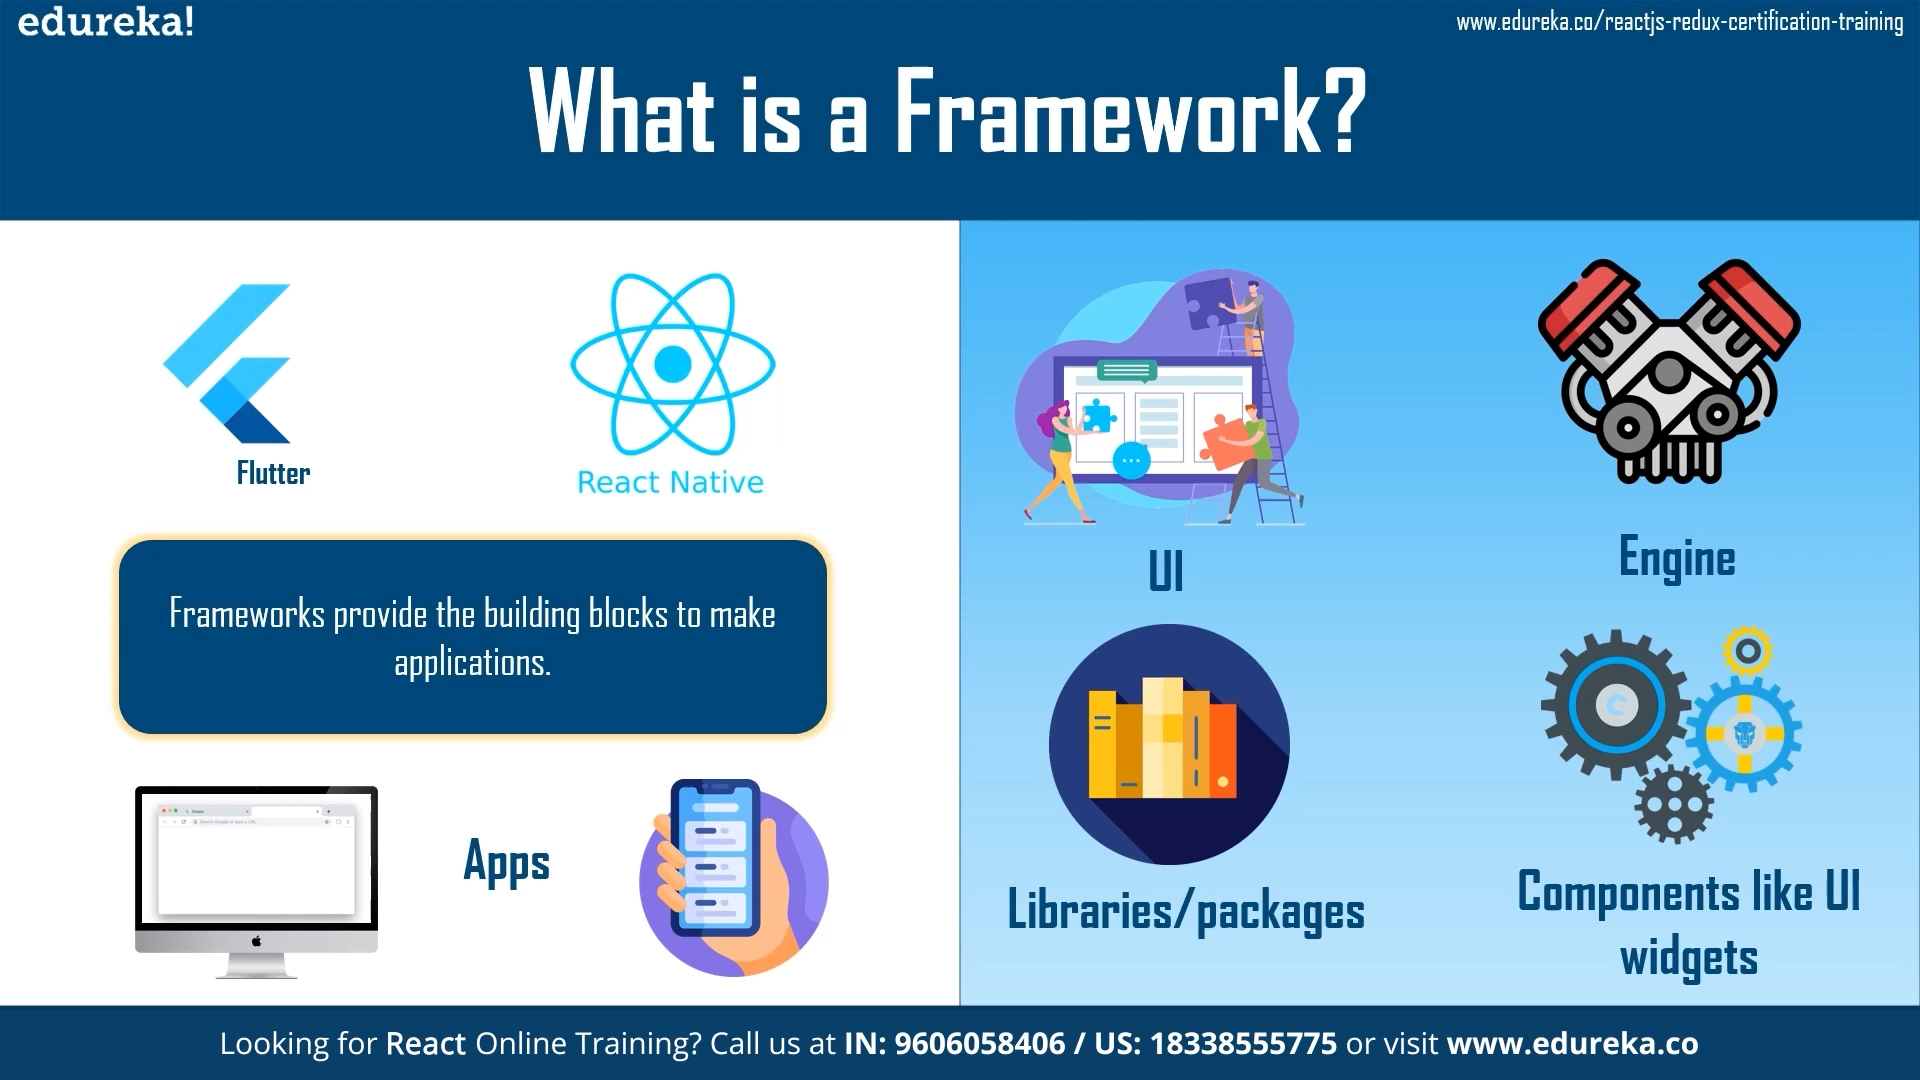 edureka!
www.edureka.co/reactjs-redux-certification-training
What is a Framework?
Flutter
React Native
Frameworks provide the building blocks to make
applications.
Apps
UI
Engine
Libraries/packages
Components like UI
widgets
Looking for React Online Training? Call us at IN: 9606058406 / US: 18338555775 or visit www.edureka.co